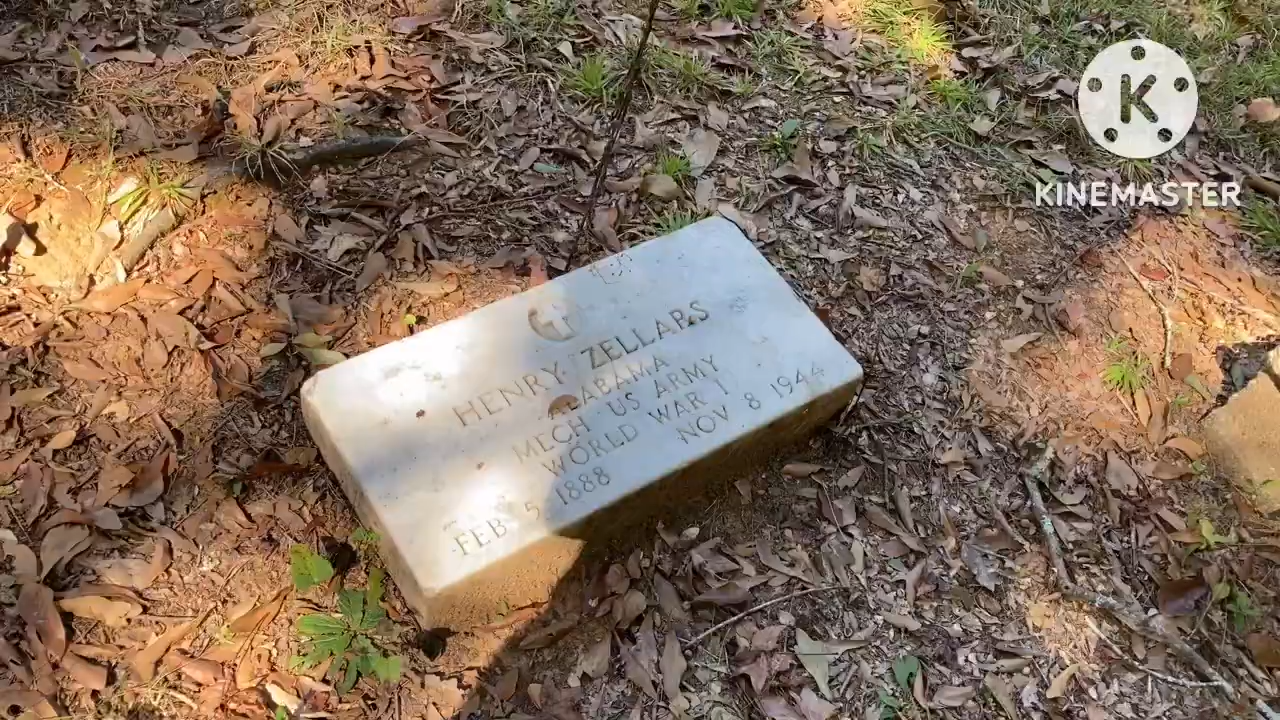 K
KINEMASTER
HENRY ZELLARS
ALABAMA
MECH US ARMY
WORLD WAR I
FEB 5 1888 NOV 8 1944